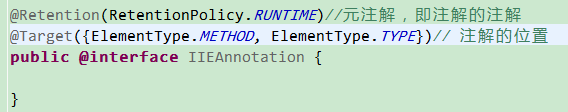 @Retention(RetentionPolicy.RUNTIME)//元注解，即注解的注解
@Target({ElementType.METHOD, ElementType.TYPE})// 注解的位置
public @interface IIEAnnotation {
}